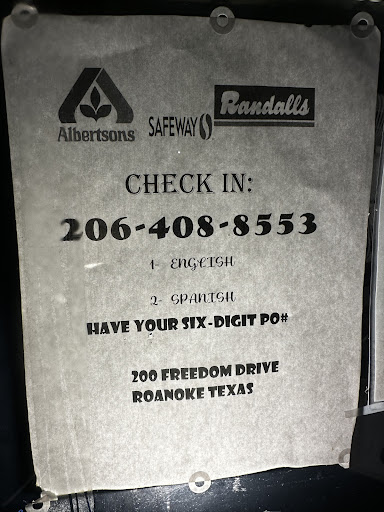 Albertsons
SAFEWAY
Randalls
CHECK IN:
206-408-8553
1- ENGLISH
2- SPANISH
HAVE YOUR SIX-DIGIT PO#
200 FREEDOM DRIVE
ROANOKE TEXAS